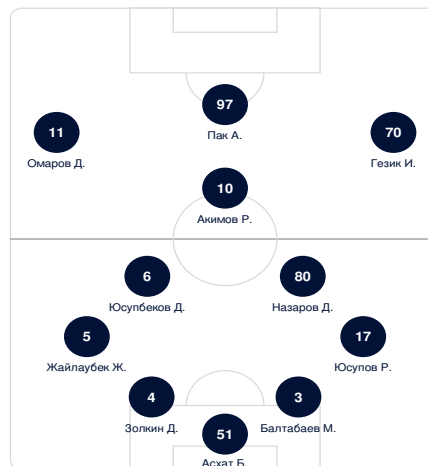 97
Пак А.
11
Омаров Д.
70
Гезик И.
10
Акимов Р.
6
Юсупбеков Д.
80
Назаров Д.
5
Жайлаубек Ж.
17
Юсупов Р.
4
Золкин Д.
3
Балтабаев М.
51
Асхат Б.